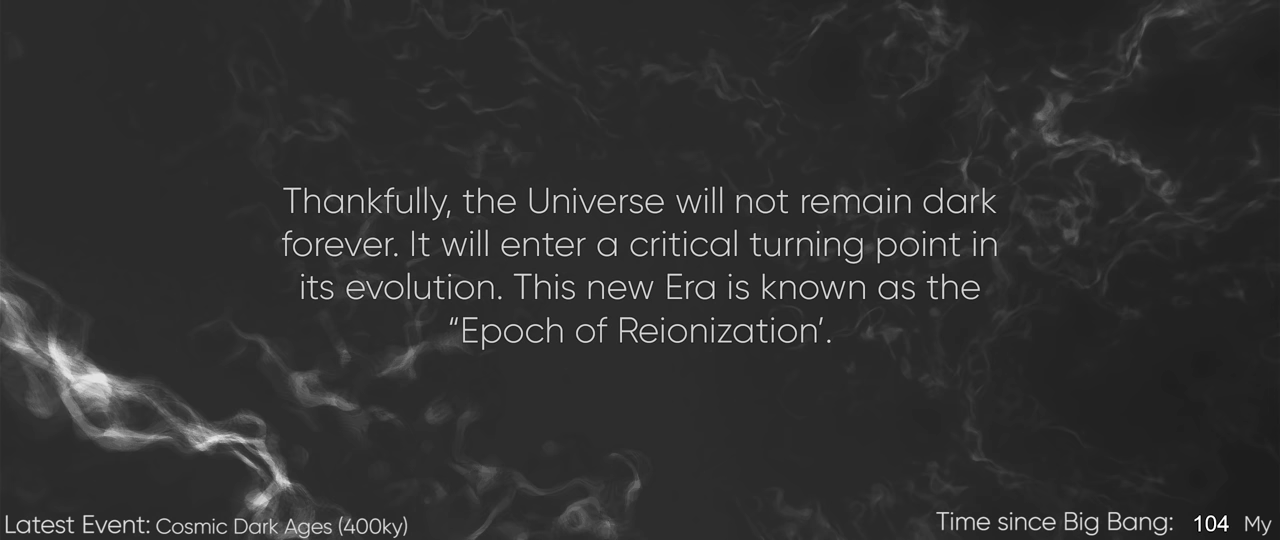 Thankfully, the Universe will not remain dark
forever. It will enter a critical turning point in
its evolution. This new Era is known as the
“Epoch of Reionization’.
Latest Event: Cosmic Dark Ages (400ky)
Time since Big Bang: 104 My